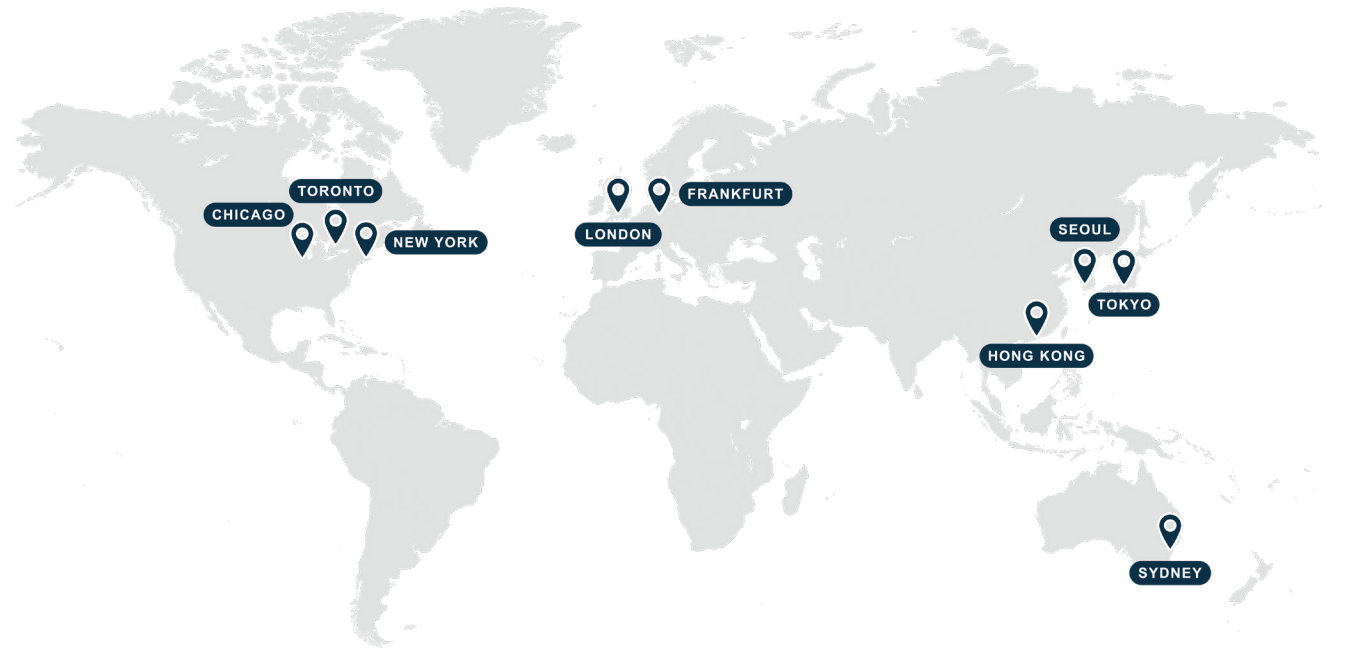 TORONTO
CHICAGO
NEW YORK
LONDON
FRANKFURT
SEOUL
TOKYO
HONG KONG
SYDNEY